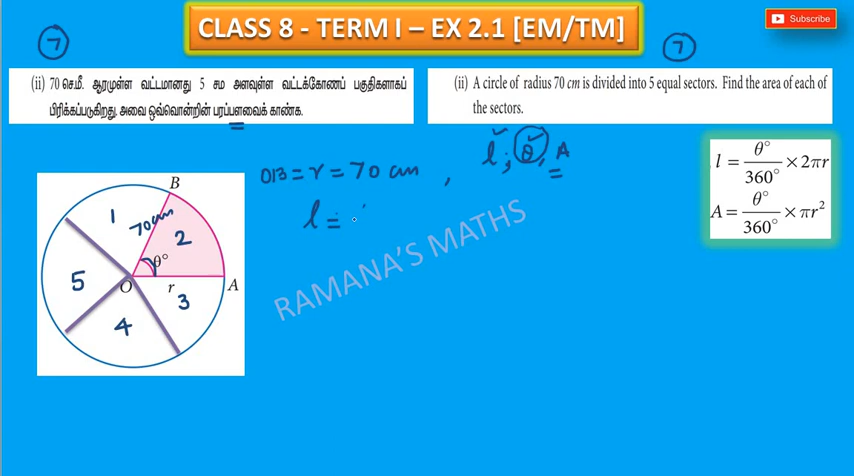 CLASS 8 - TERM I – EX 2.1 [EM/TM]
Subscribe
7
7
(ii) 70 செ.மீ. ஆரமுள்ள வட்டமானது 5 சம அளவுள்ள வட்டக்கோணப் பகுதிகளாகப்
பிரிக்கப்படுகிறது. அவை ஒவ்வொன்றின் பரப்பளவைக் காண்க.
(ii) A circle of radius 70 cm is divided into 5 equal sectors. Find the area of each of
the sectors.
l ; θ , A
r = 70 cm ,
l =
l = θ°/360° × 2πr
A = θ°/360° × πr²
B
1
70 cm
2
θ°
5
O
r
A
3
4
RAMANA'S MATHS